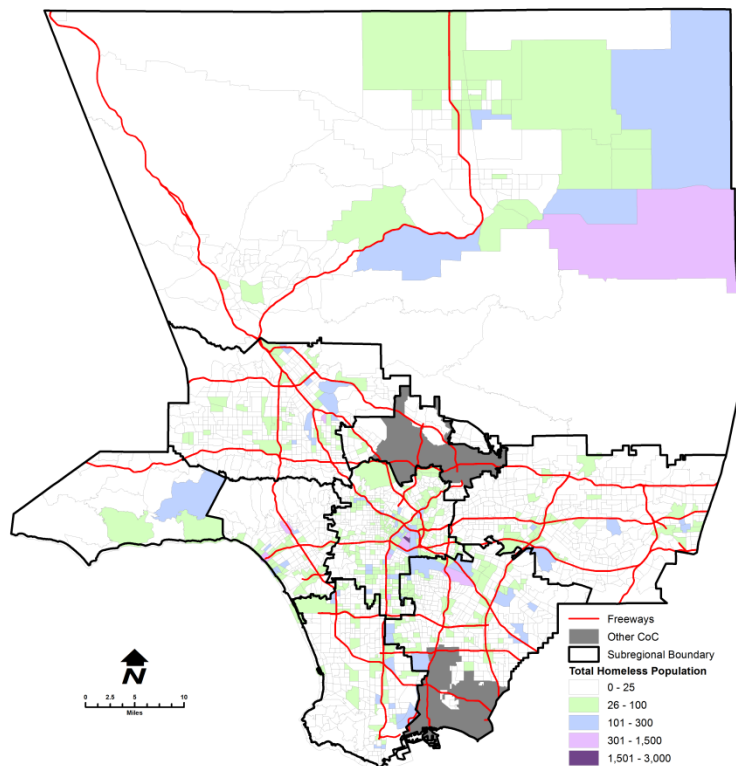 Freeways
Other CoC
Subregional Boundary
Total Homeless Population
0 - 25
26 - 100
101 - 300
301 - 1,500
1,501 - 3,000
N
0 2.5 5 10
Miles